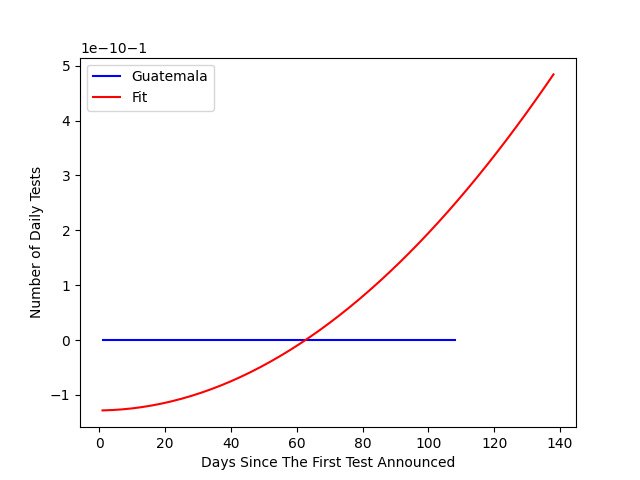 1e−10−1
Guatemala
Fit
5
4
3
2
1
0
−1
Number of Daily Tests
0 20 40 60 80 100 120 140
Days Since The First Test Announced